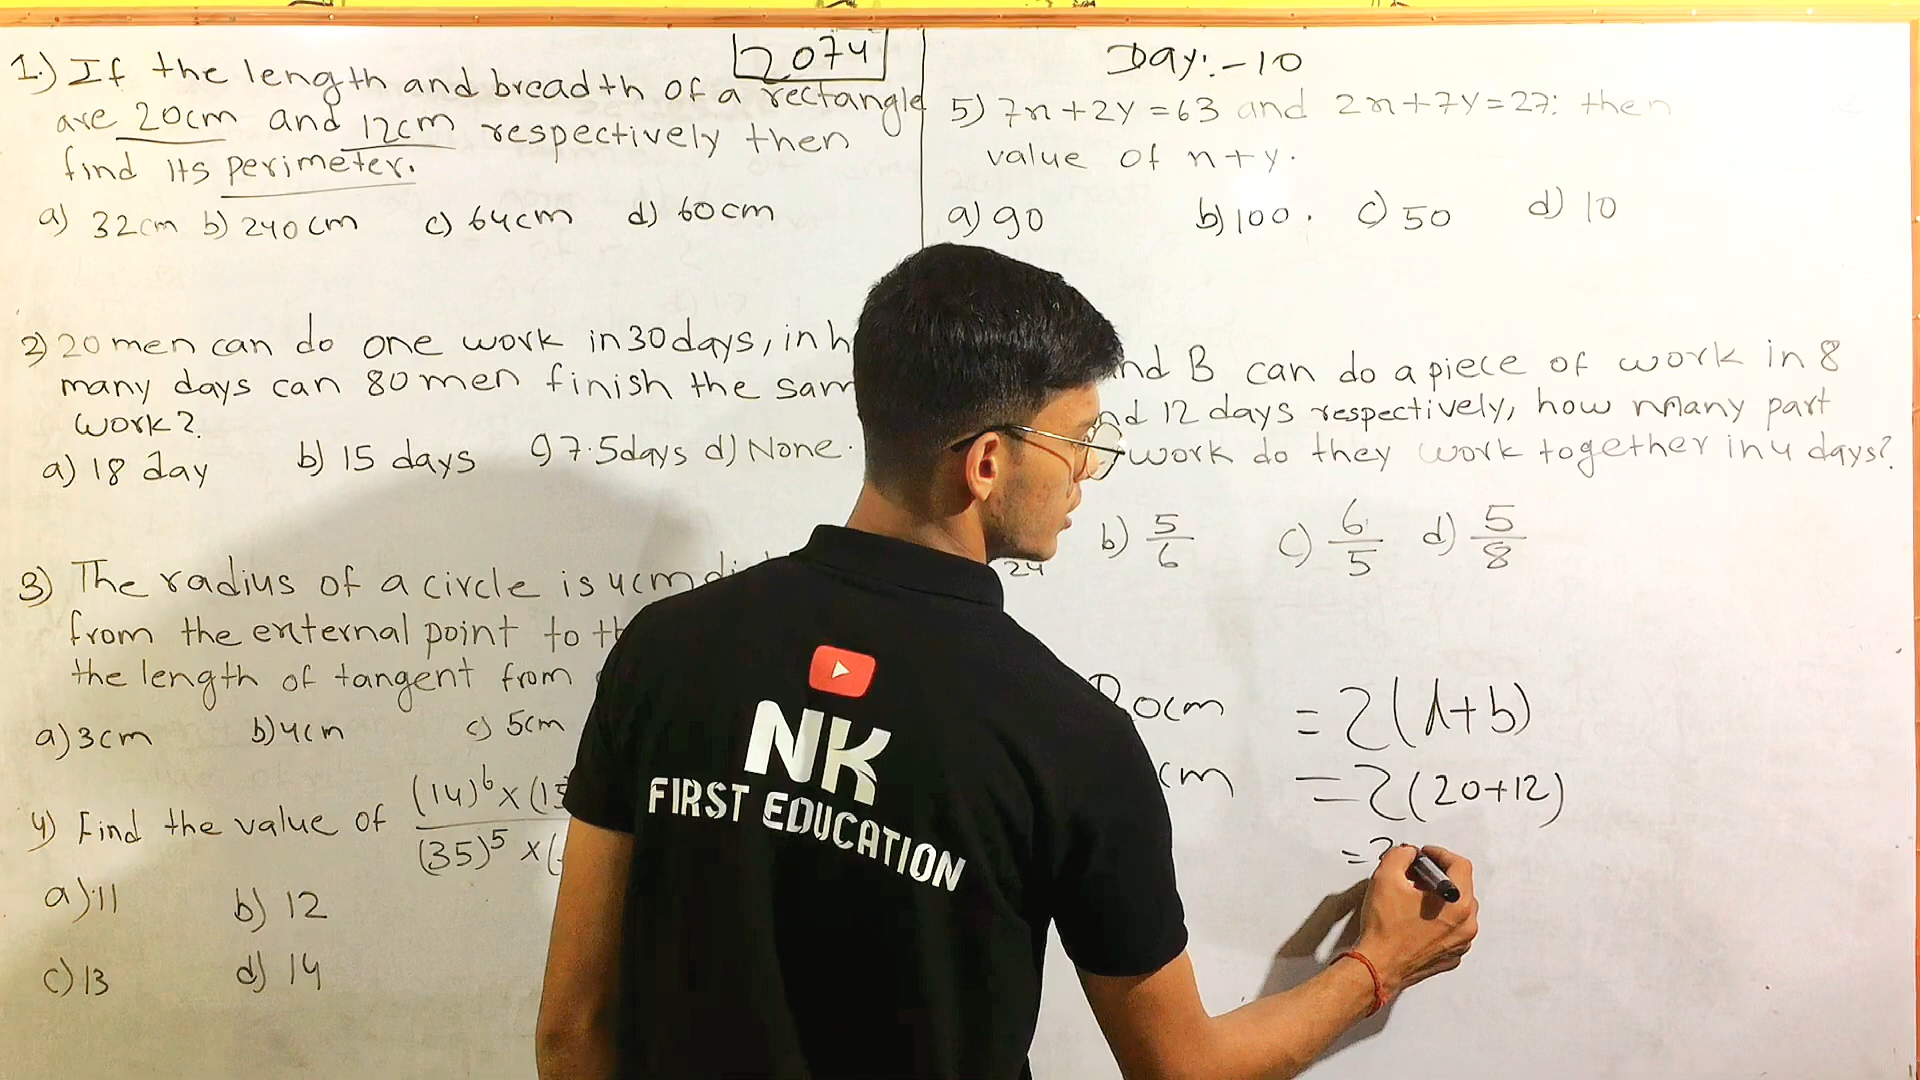 2074
1.) If the length and breadth of a rectangle
are 20cm and 12cm respectively then
find its perimeter.
a) 32cm b) 240cm c) 64cm d) 60cm
2) 20 men can do one work in 30 days, in h
many days can 80 men finish the sam
work?
a) 18 day b) 15 days c) 7.5days d) None.
3) The radius of a circle is 4cm di
from the external point to th
the length of tangent from
a) 3cm b) 4cm c) 5cm
4) Find the value of (14)⁶ × (15
(35)⁵ × (
a) 11 b) 12
c) 13 d) 14
Day:-10
5) 7x+2y=63 and 2x+7y=27: then
value of x+y.
a) 90 b) 100. c) 50 d) 10
nd B can do a piece of work in 8
nd 12 days respectively, how many part
work do they work together in 4 days?
24 b) 5/6 c) 6/5 d) 5/8
20cm = 2(l+b)
cm = 2(20+12)
=
NK
FIRST EDUCATION